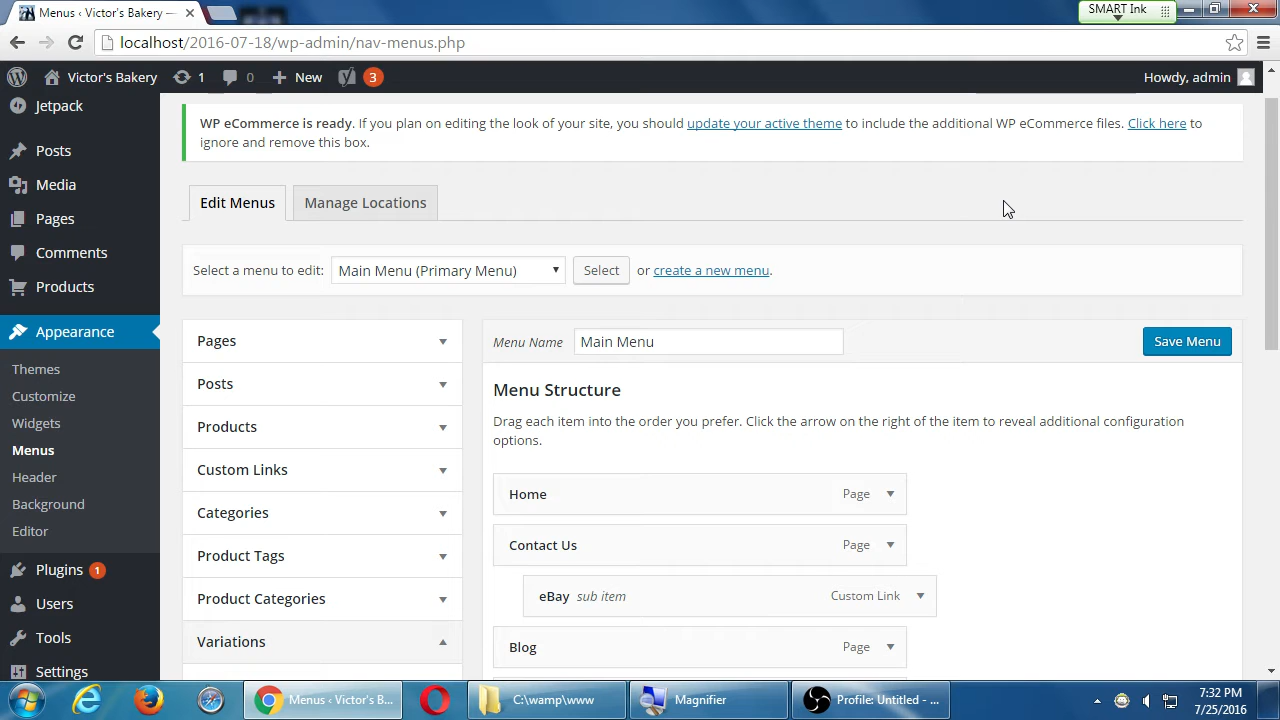 Menus ‹ Victor's Bakery —
SMART Ink
localhost/2016-07-18/wp-admin/nav-menus.php
Victor's Bakery
1
0
New
3
Howdy, admin
Jetpack
Posts
Media
Pages
Comments
Products
Appearance
Themes
Customize
Widgets
Menus
Header
Background
Editor
Plugins 1
Users
Tools
Settings
WP eCommerce is ready. If you plan on editing the look of your site, you should update your active theme to include the additional WP eCommerce files. Click here to
ignore and remove this box.
Edit Menus
Manage Locations
Select a menu to edit: Main Menu (Primary Menu) Select or create a new menu.
Pages
Posts
Products
Custom Links
Categories
Product Tags
Product Categories
Variations
Menu Name Main Menu Save Menu
Menu Structure
Drag each item into the order you prefer. Click the arrow on the right of the item to reveal additional configuration
options.
Home Page
Contact Us Page
eBay sub item Custom Link
Blog Page
Menus ‹ Victor's B...
C:\wamp\www
Magnifier
Profile: Untitled - ...
7:32 PM
7/25/2016